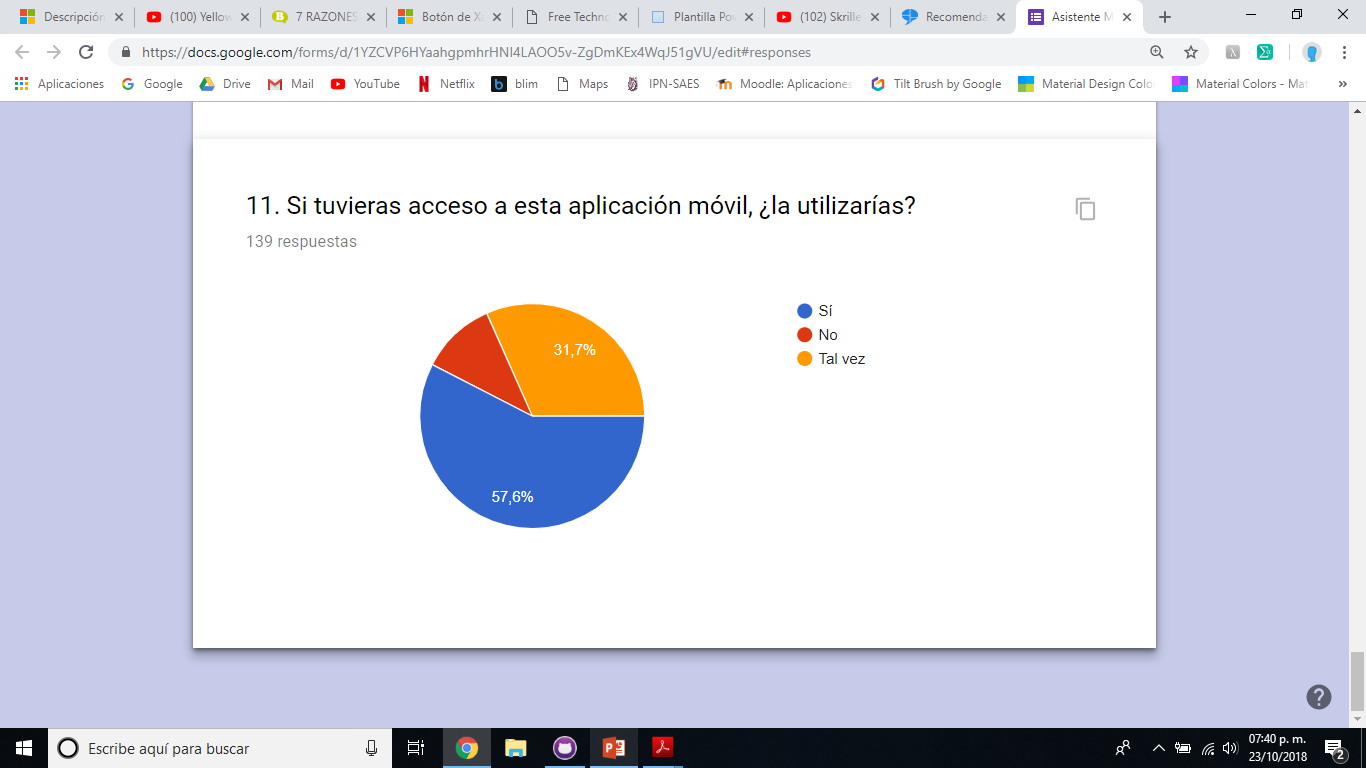 Descripción
(100) Yellow
7 RAZONES
Botón de Xa
Free Techno
Plantilla Pow
(102) Skrille
Recomenda
Asistente M
https://docs.google.com/forms/d/1YZCVP6HYaahgpmhrHNI4LAOO5v-ZgDmKEx4WqJ51gVU/edit#responses
Aplicaciones
Google
Drive
Mail
YouTube
Netflix
blim
Maps
IPN-SAES
Moodle: Aplicaciones
Tilt Brush by Google
Material Design Colo
Material Colors - Mat
»
11. Si tuvieras acceso a esta aplicación móvil, ¿la utilizarías?
139 respuestas
Sí
No
Tal vez
31,7%
57,6%
Escribe aquí para buscar
07:40 p. m.
23/10/2018
2